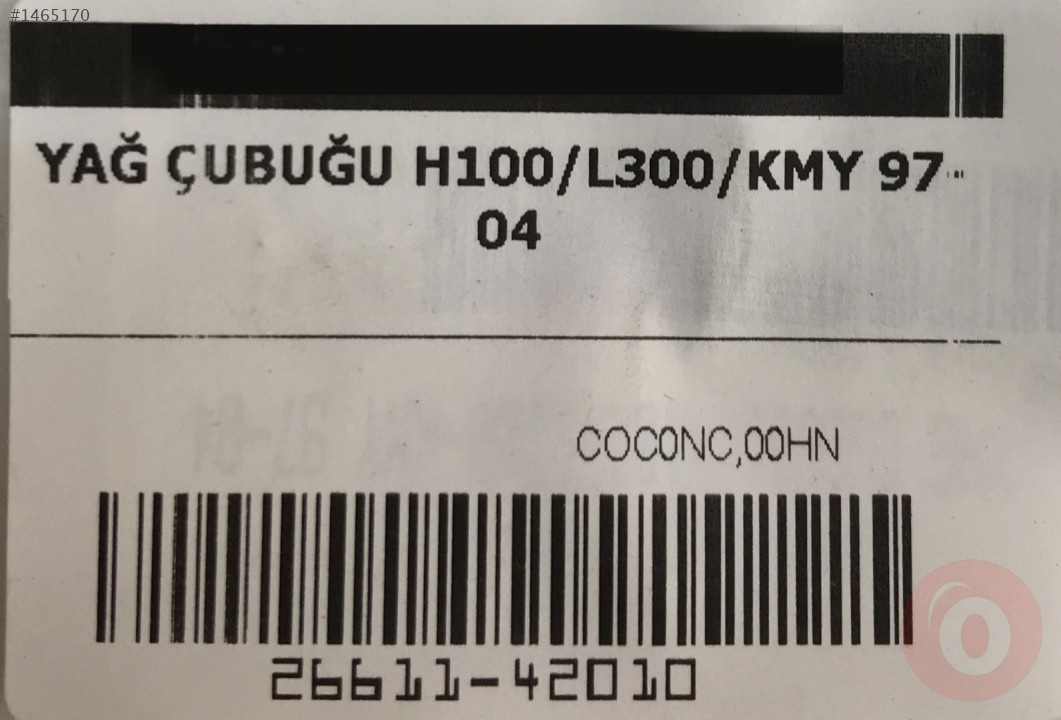 #1465170
YAĞ ÇUBUĞU H100/L300/KMY 97-
04
COC0NC,00HN
26611-42010